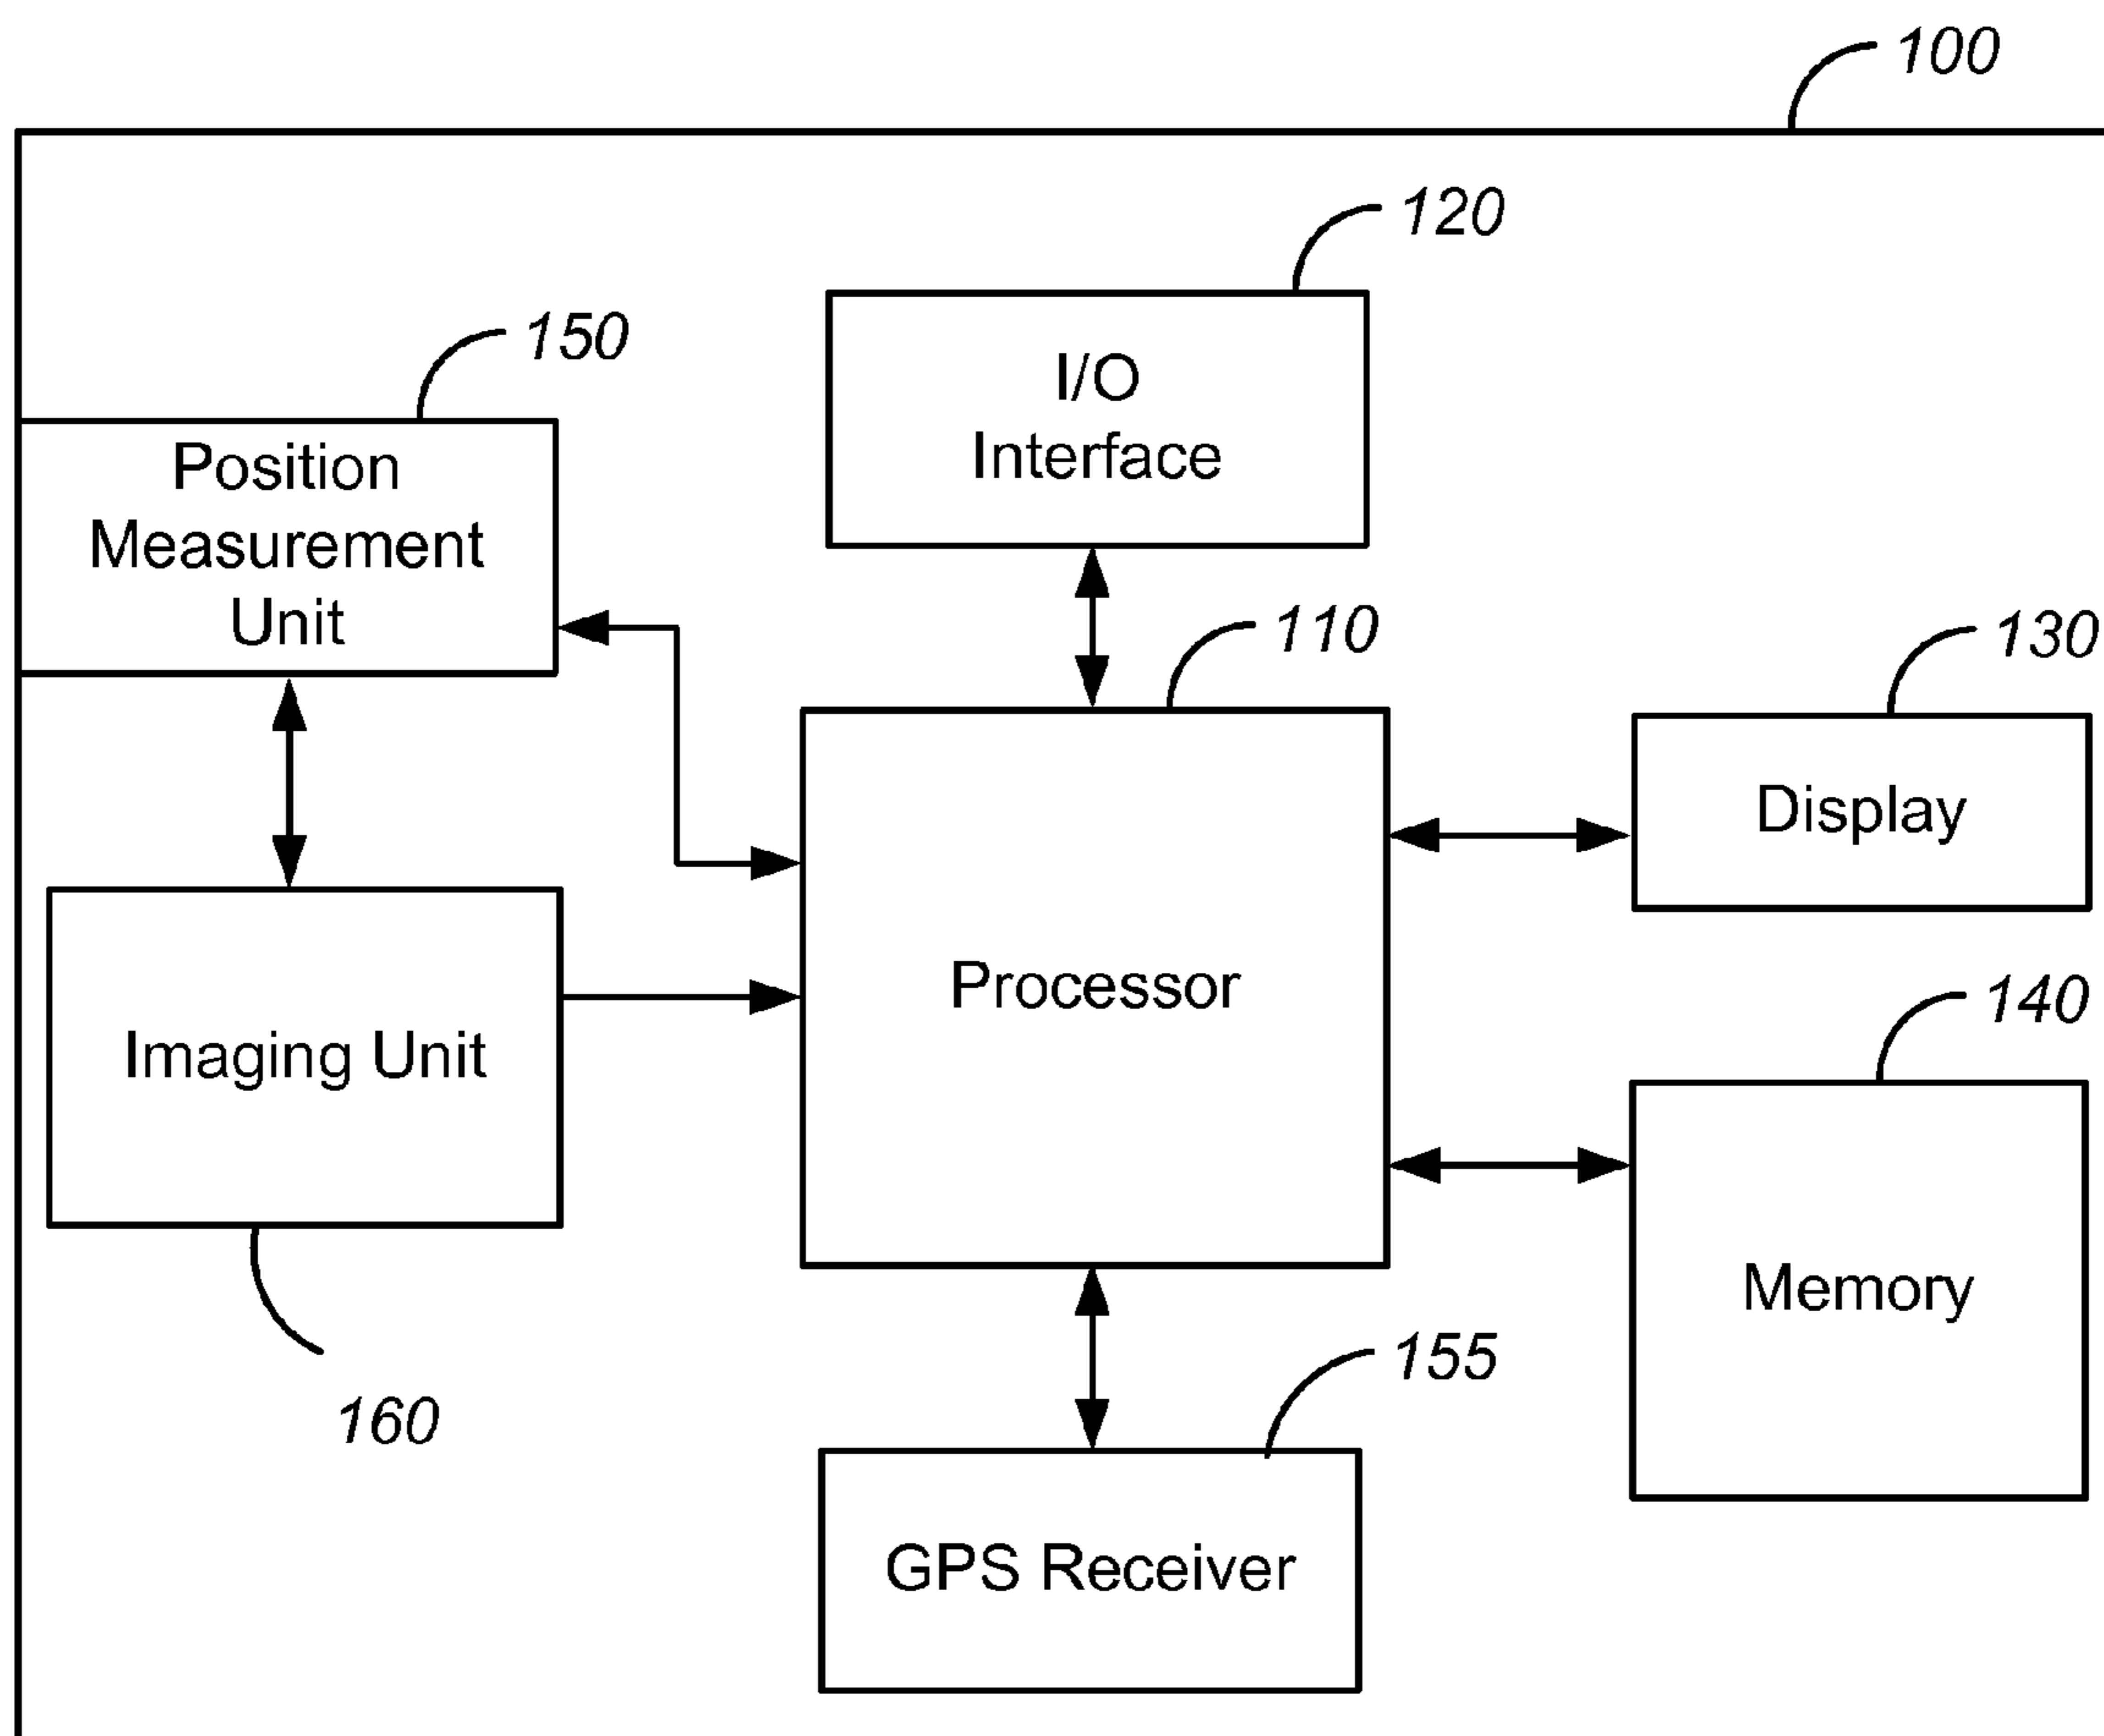 100
120
150
I/O
Interface
Position
Measurement
Unit
110
130
Display
Processor
140
Imaging Unit
Memory
155
160
GPS Receiver